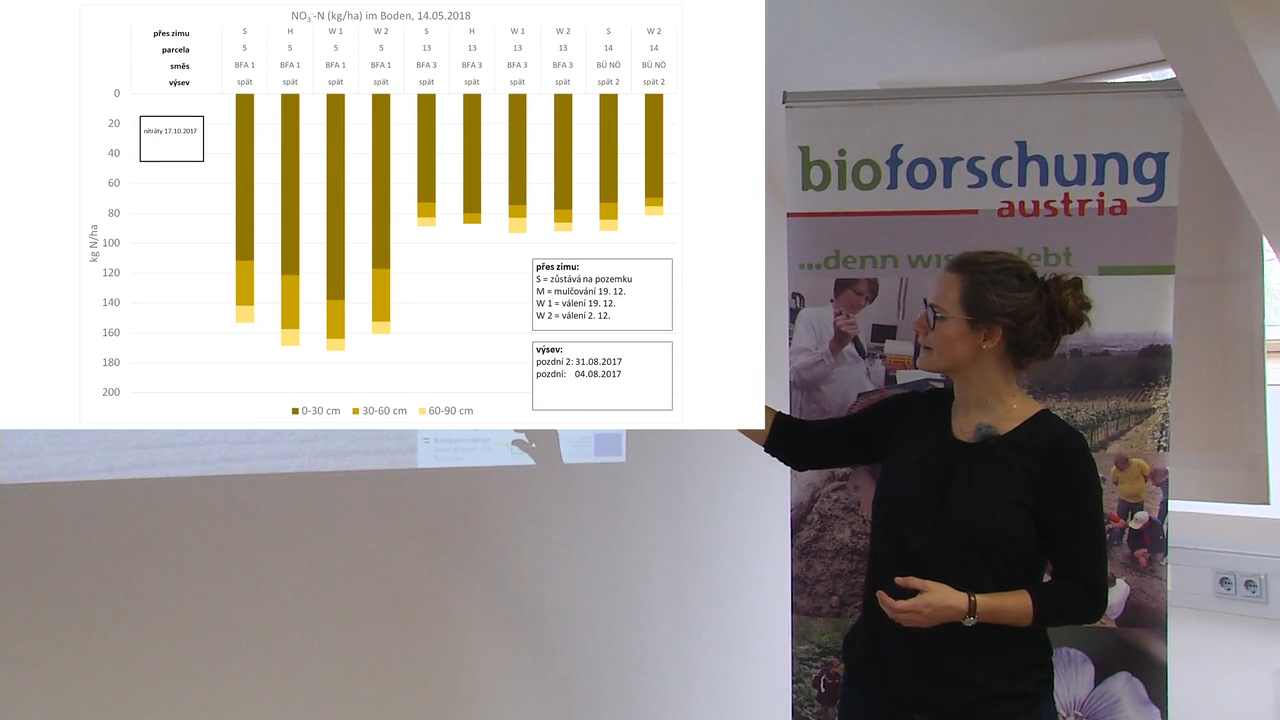 NO₃⁻-N (kg/ha) im Boden, 14.05.2018
přes zimu S H W 1 W 2 S H W 1 W 2 S W 2
parcela 5 5 5 5 13 13 13 13 14 14
směs BFA 1 BFA 1 BFA 1 BFA 1 BFA 3 BFA 3 BFA 3 BFA 3 BÜ NÖ BÜ NÖ
výsev spät spät spät spät spät spät spät spät spät 2 spät 2
0
20
40
60
80
100
120
140
160
180
200
kg N/ha
nitráty 17.10.2017
přes zimu:
S = zůstává na pozemku
M = mulčování 19. 12.
W 1 = válení 19. 12.
W 2 = válení 2. 12.
výsev:
pozdní 2: 31.08.2017
pozdní: 04.08.2017
0-30 cm 30-60 cm 60-90 cm
bioforschung
austria
...denn lebt